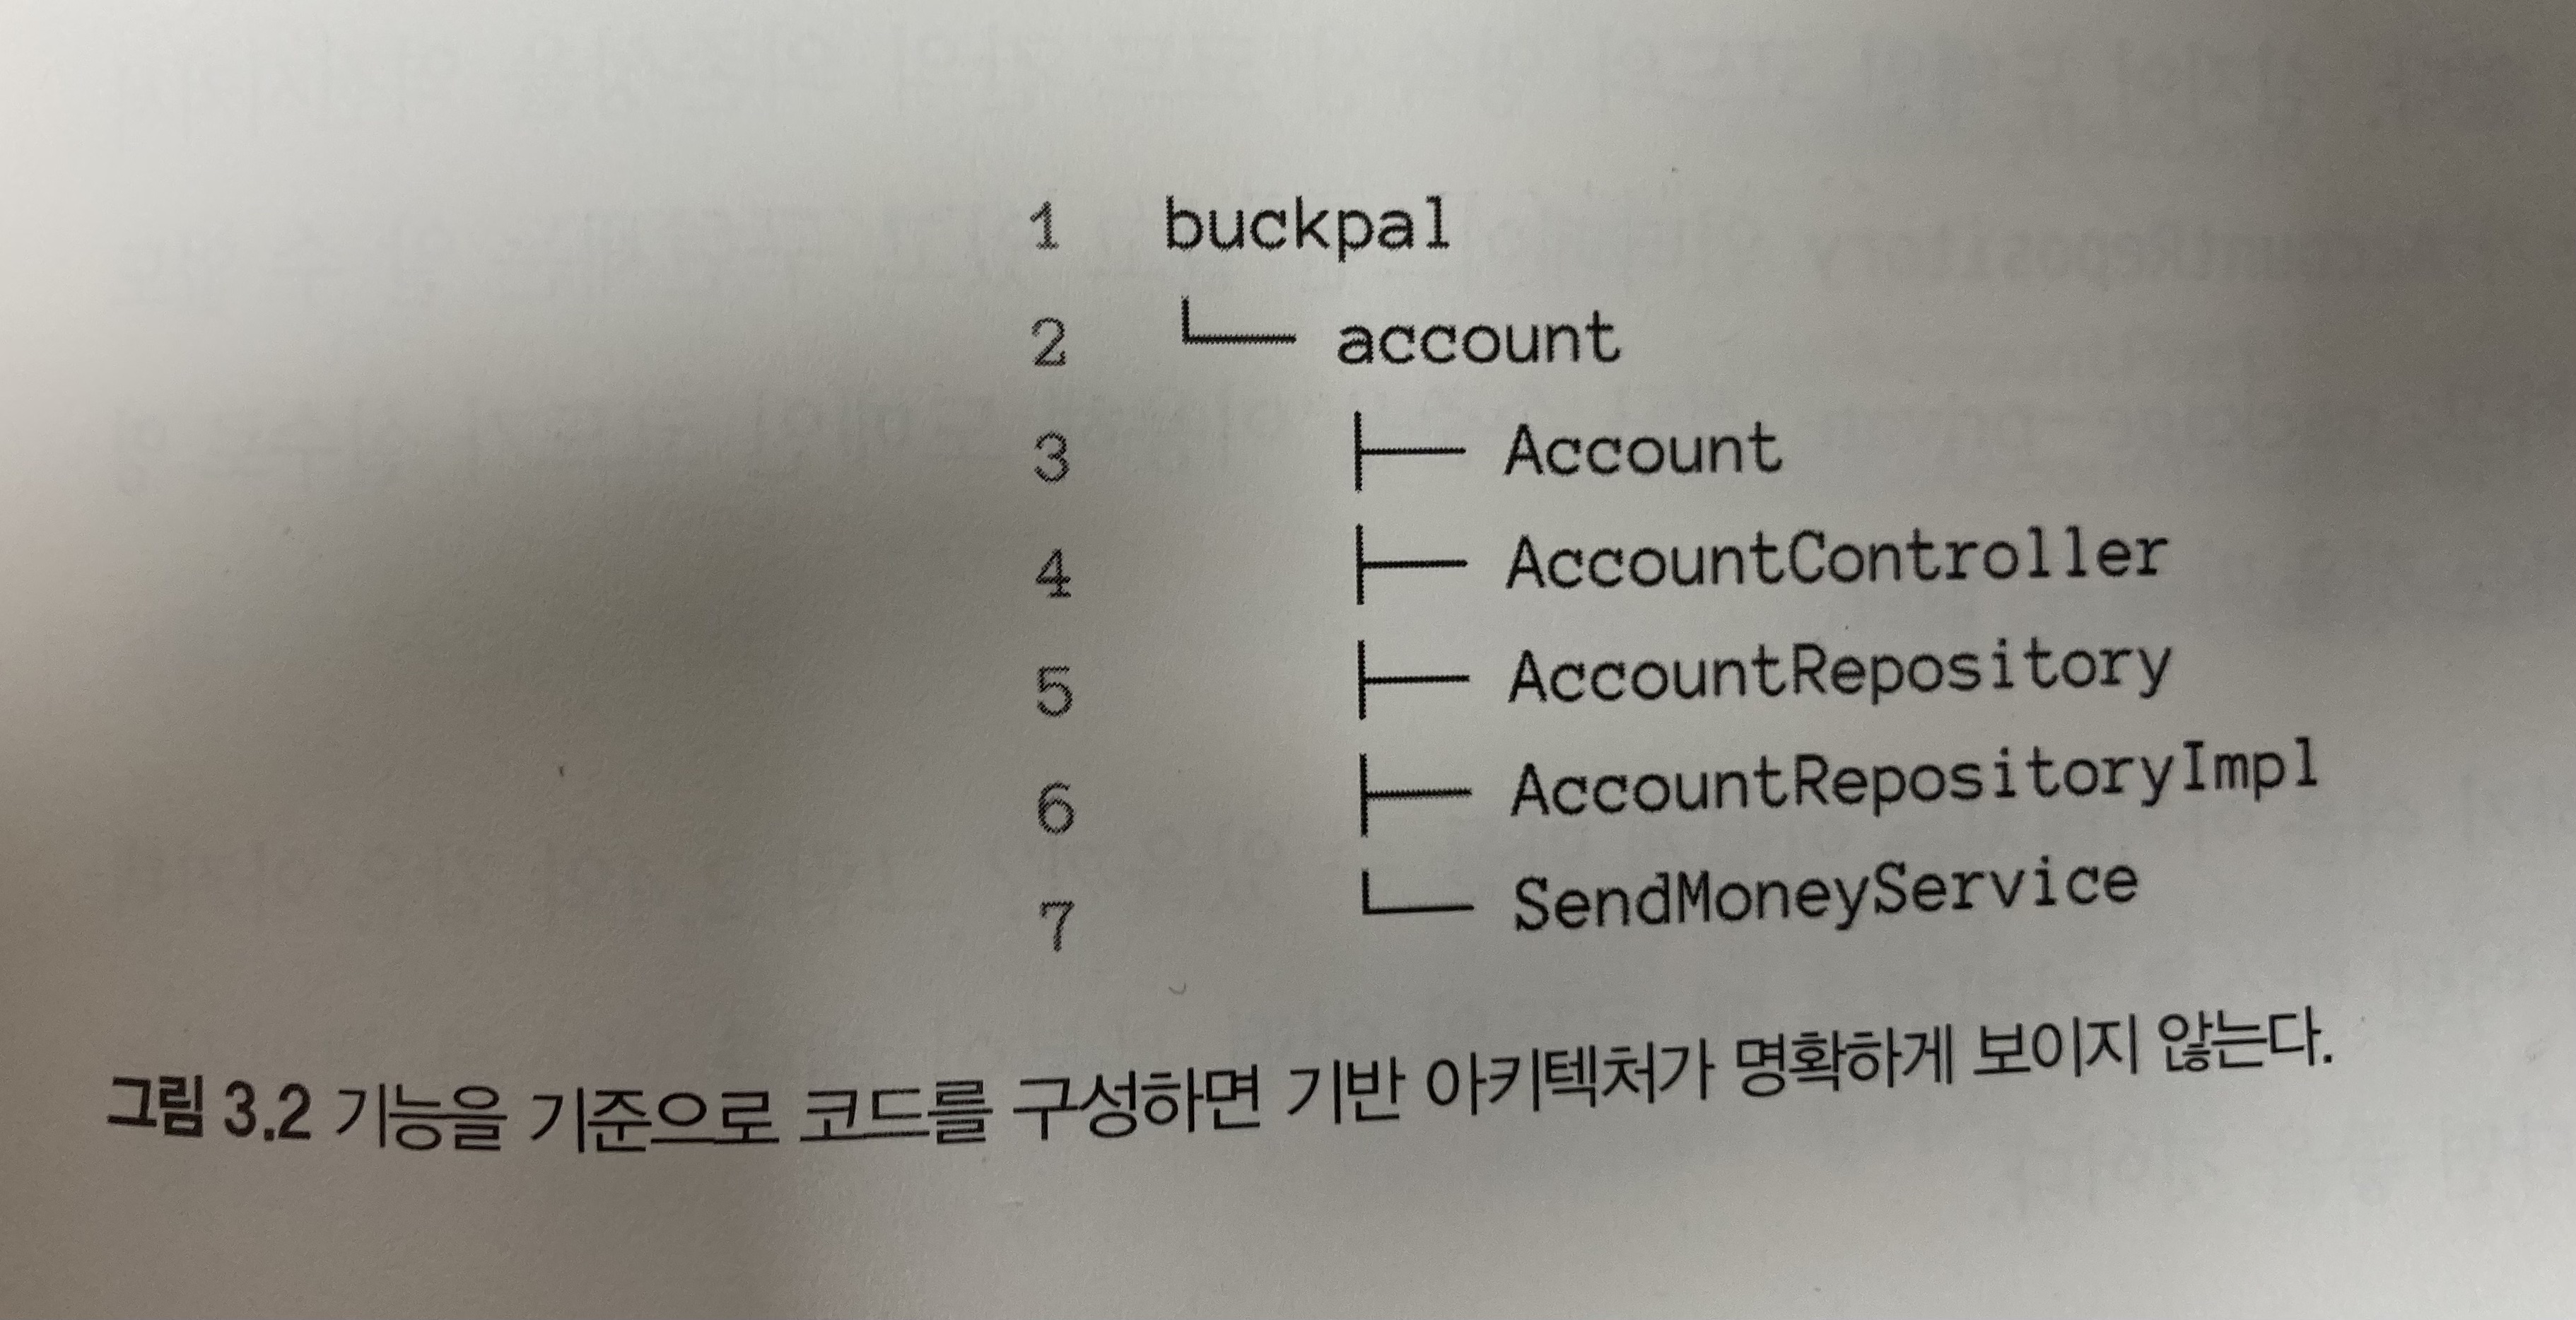 1 buckpal
2 └── account
3 ├── Account
4 ├── AccountController
5 ├── AccountRepository
6 ├── AccountRepositoryImpl
7 └── SendMoneyService
그림 3.2 기능을 기준으로 코드를 구성하면 기반 아키텍처가 명확하게 보이지 않는다.